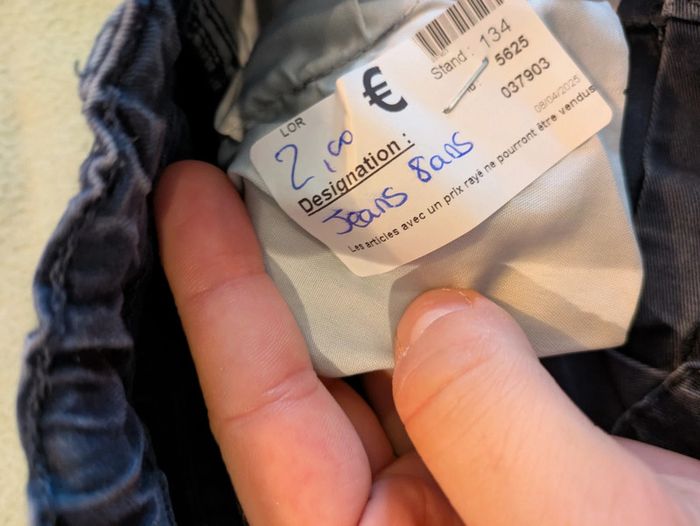 LOR
€
Stand : 134
5625
037903
08/04/2025
2,00
Designation :
Jeans 8ans
Les articles avec un prix rayé ne pourront être vendus